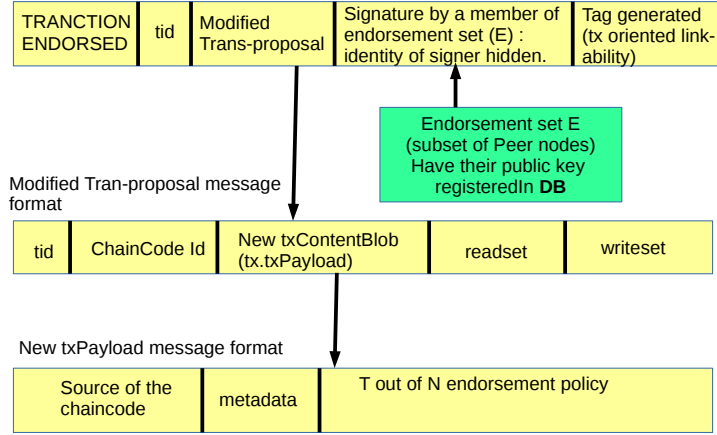 TRANCTION
ENDORSED
tid
Modified
Trans-proposal
Signature by a member of
endorsement set (E) :
identity of signer hidden.
Tag generated
(tx oriented link-
ability)
Endorsement set E
(subset of Peer nodes)
Have their public key
registeredIn DB
Modified Tran-proposal message
format
tid
ChainCode Id
New txContentBlob
(tx.txPayload)
readset
writeset
New txPayload message format
Source of the
chaincode
metadata
T out of N endorsement policy